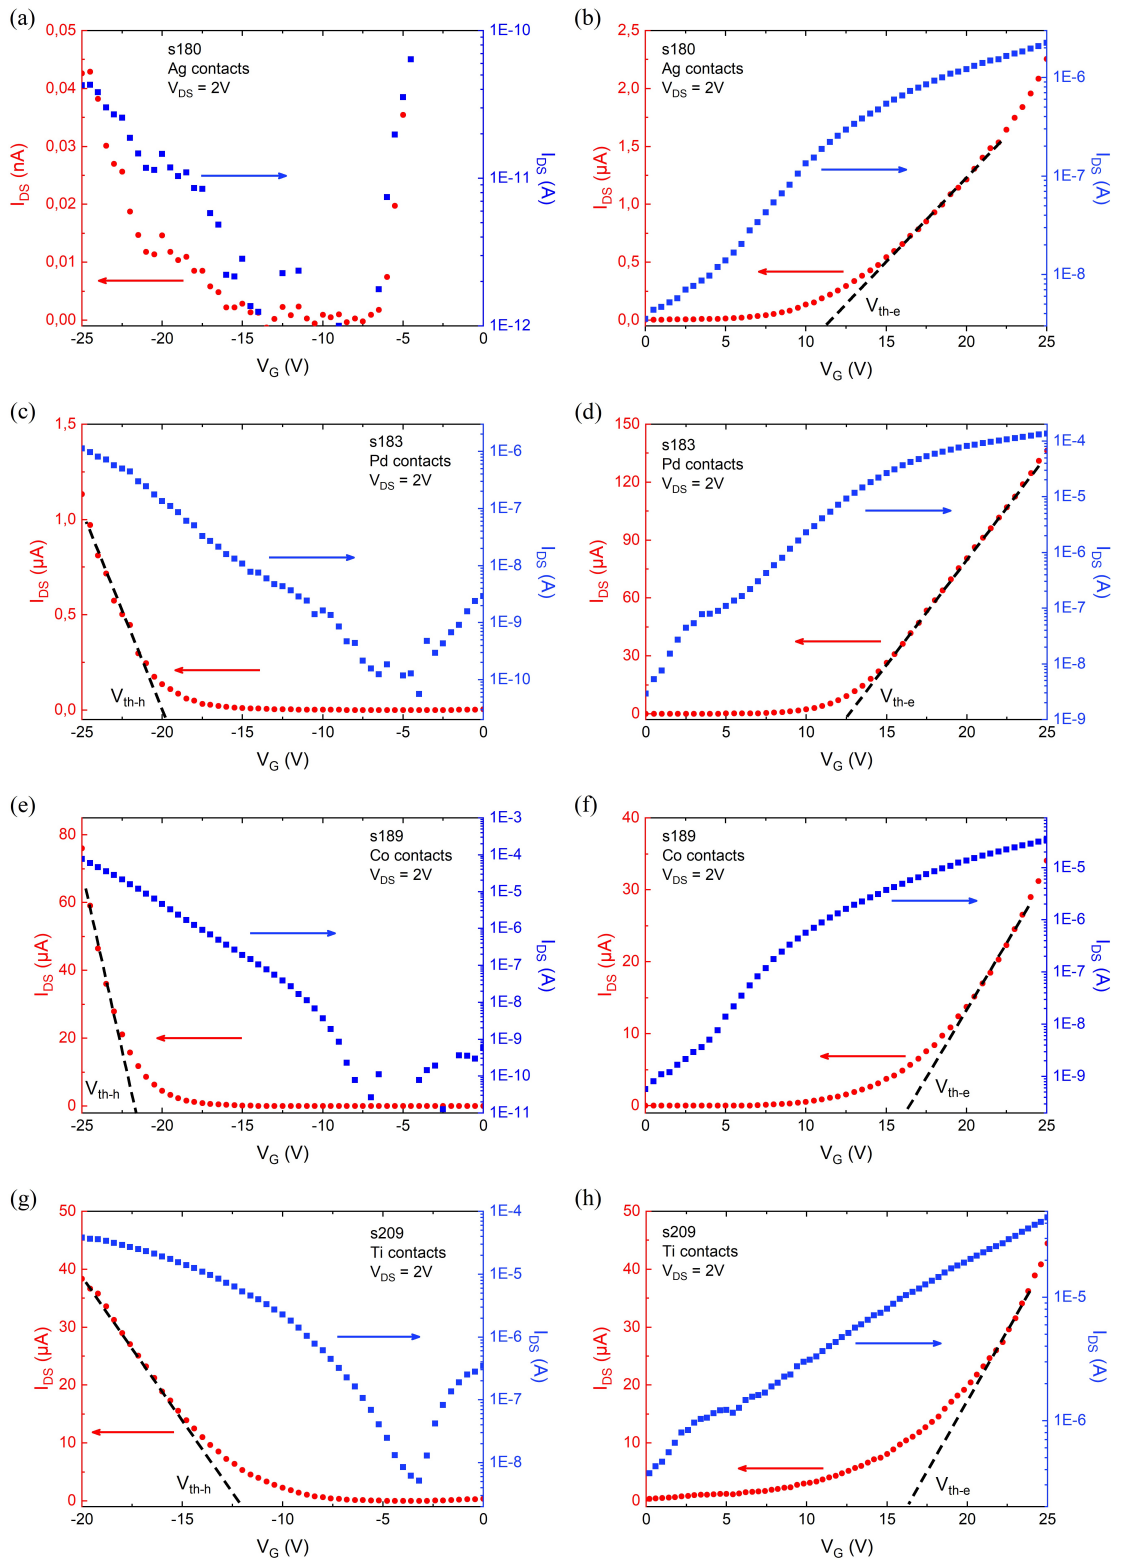 (a)
0,05
0,04
0,03
0,02
0,01
0,00
I_DS (nA)
s180
Ag contacts
V_DS = 2V
1E-10
1E-11
1E-12
I_DS (A)
-25 -20 -15 -10 -5 0
V_G (V)
(b)
2,5
2,0
1,5
1,0
0,5
0,0
I_DS (µA)
s180
Ag contacts
V_DS = 2V
V_th-e
1E-6
1E-7
1E-8
I_DS (A)
0 5 10 15 20 25
V_G (V)
(c)
1,5
1,0
0,5
0,0
I_DS (µA)
s183
Pd contacts
V_DS = 2V
V_th-h
1E-6
1E-7
1E-8
1E-9
1E-10
I_DS (A)
-25 -20 -15 -10 -5 0
V_G (V)
(d)
150
120
90
60
30
0
I_DS (µA)
s183
Pd contacts
V_DS = 2V
V_th-e
1E-4
1E-5
1E-6
1E-7
1E-8
1E-9
I_DS (A)
0 5 10 15 20 25
V_G (V)
(e)
80
60
40
20
0
I_DS (µA)
s189
Co contacts
V_DS = 2V
V_th-h
1E-3
1E-4
1E-5
1E-6
1E-7
1E-8
1E-9
1E-10
1E-11
I_DS (A)
-25 -20 -15 -10 -5 0
V_G (V)
(f)
40
30
20
10
0
I_DS (µA)
s189
Co contacts
V_DS = 2V
V_th-e
1E-5
1E-6
1E-7
1E-8
1E-9
I_DS (A)
0 5 10 15 20 25
V_G (V)
(g)
50
40
30
20
10
0
I_DS (µA)
s209
Ti contacts
V_DS = 2V
V_th-h
1E-4
1E-5
1E-6
1E-7
1E-8
I_DS (A)
-20 -15 -10 -5 0
V_G (V)
(h)
50
40
30
20
10
0
I_DS (µA)
s209
Ti contacts
V_DS = 2V
V_th-e
1E-5
1E-6
I_DS (A)
0 5 10 15 20 25
V_G (V)